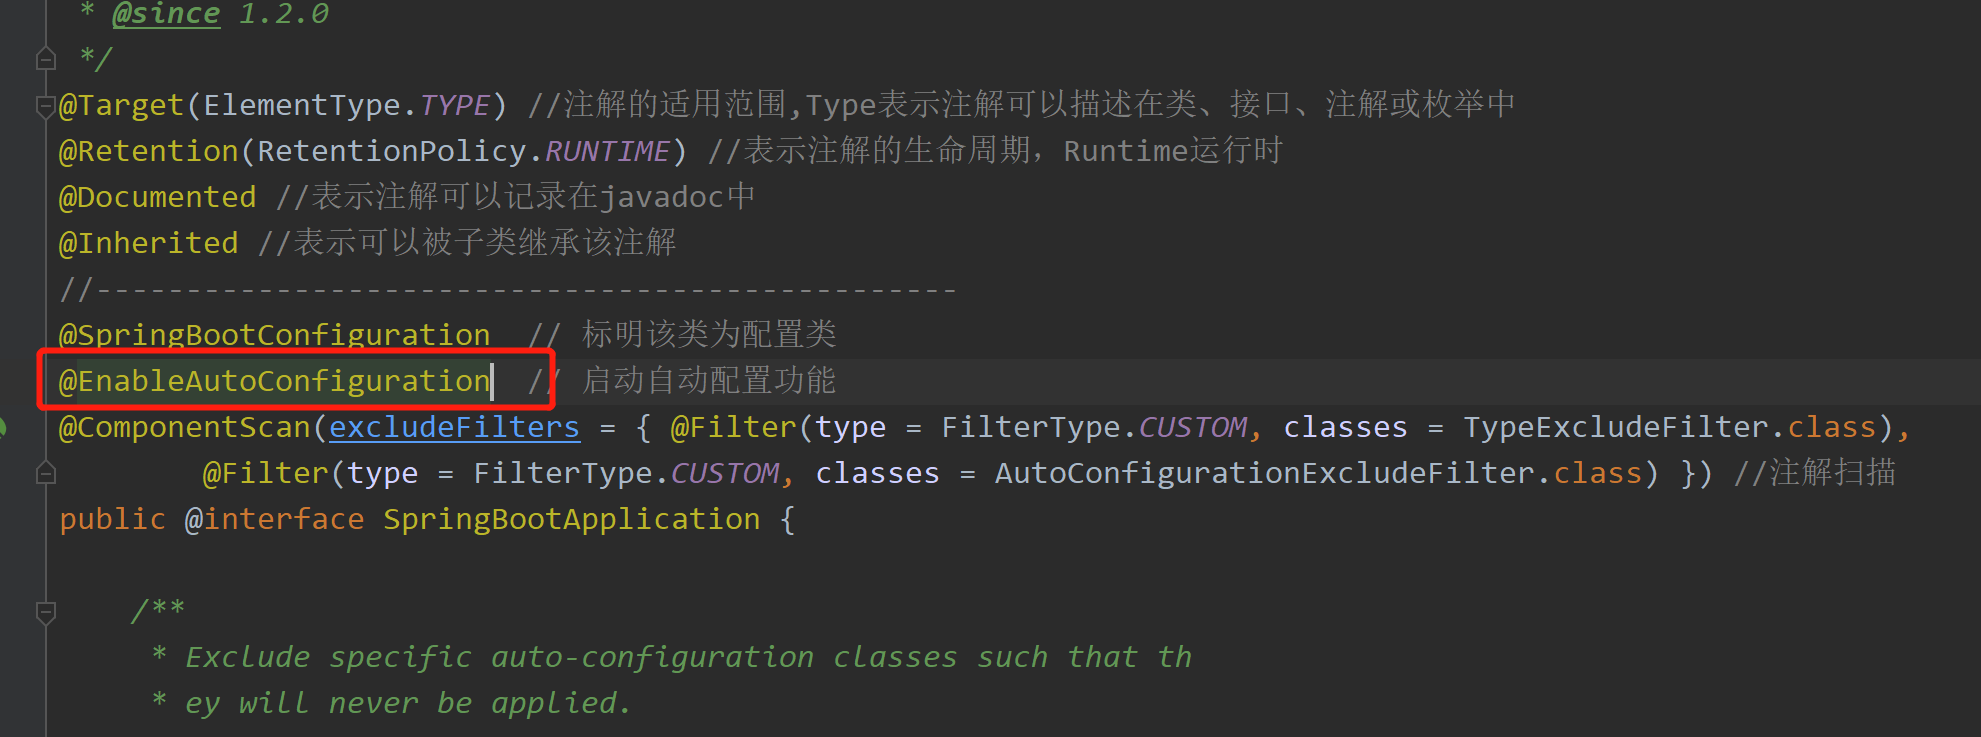 * @since 1.2.0
*/
@Target(ElementType.TYPE) //注解的适用范围,Type表示注解可以描述在类、接口、注解或枚举中
@Retention(RetentionPolicy.RUNTIME) //表示注解的生命周期，Runtime运行时
@Documented //表示注解可以记录在javadoc中
@Inherited //表示可以被子类继承该注解
//------------------------------------------------
@SpringBootConfiguration  // 标明该类为配置类
@EnableAutoConfiguration  // 启动自动配置功能
@ComponentScan(excludeFilters = { @Filter(type = FilterType.CUSTOM, classes = TypeExcludeFilter.class),
@Filter(type = FilterType.CUSTOM, classes = AutoConfigurationExcludeFilter.class) }) //注解扫描
public @interface SpringBootApplication {
/**
* Exclude specific auto-configuration classes such that th
* ey will never be applied.